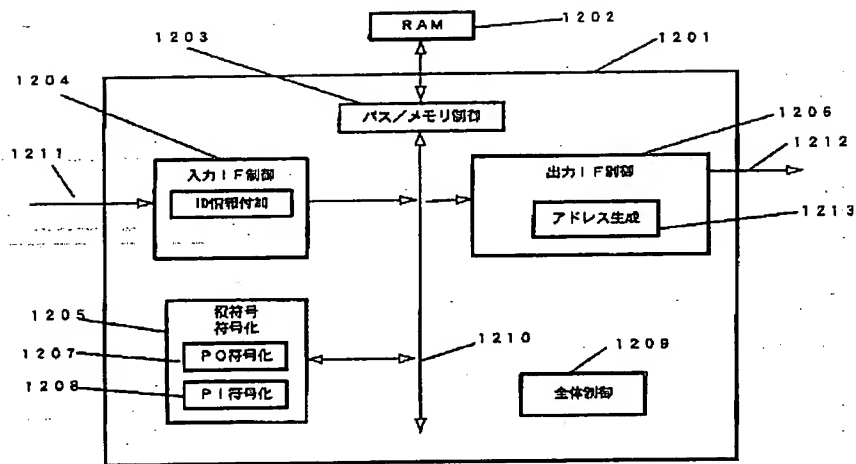 1202
RAM
1203
1201
1204
バス/メモリ制御
1206
1211
1212
入力IF制御
出力IF制御
ID情報付加
アドレス生成
1213
1205
積符号
符号化
1207
PO符号化
1210
1209
1208
PI符号化
全体制御